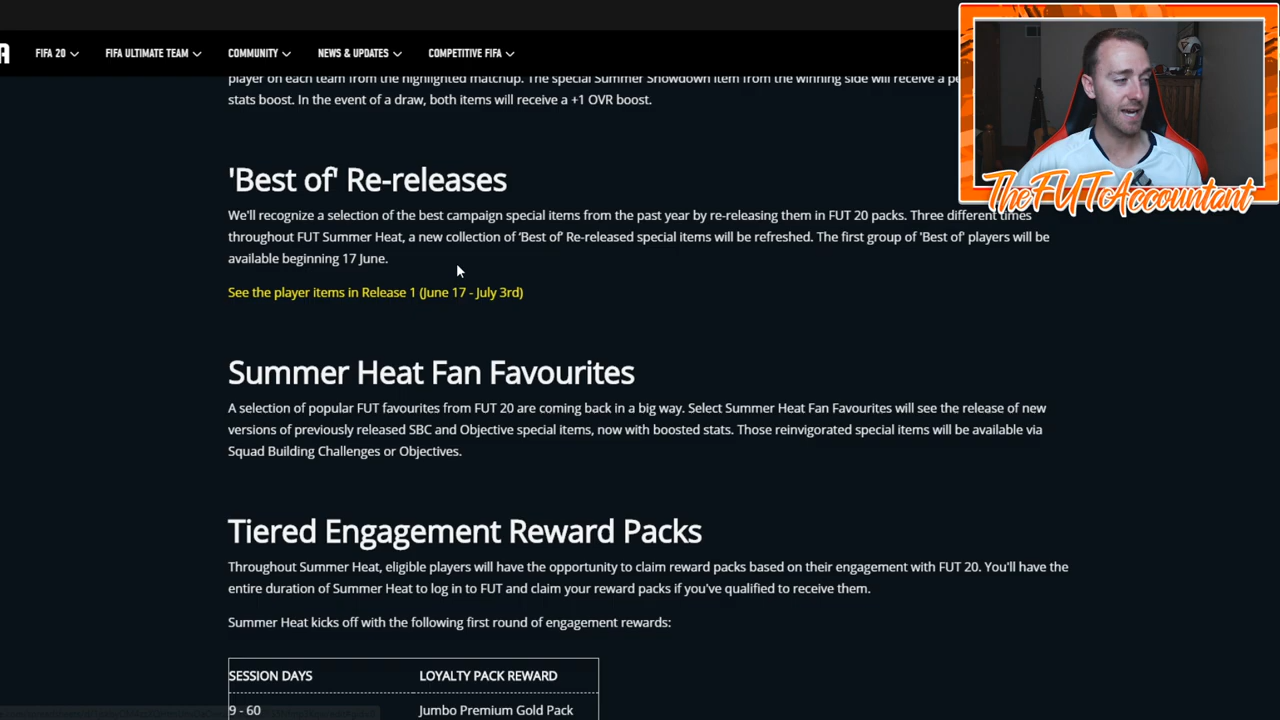 A
FIFA 20
FIFA ULTIMATE TEAM
COMMUNITY
NEWS & UPDATES
COMPETITIVE FIFA
player on each team from the highlighted matchup. The special Summer Showdown item from the winning side will receive a
stats boost. In the event of a draw, both items will receive a +1 OVR boost.
'Best of' Re-releases
We'll recognize a selection of the best campaign special items from the past year by re-releasing them in FUT 20 packs. Three different times
throughout FUT Summer Heat, a new collection of 'Best of' Re-released special items will be refreshed. The first group of 'Best of' players will be
available beginning 17 June.
See the player items in Release 1 (June 17 - July 3rd)
Summer Heat Fan Favourites
A selection of popular FUT favourites from FUT 20 are coming back in a big way. Select Summer Heat Fan Favourites will see the release of new
versions of previously released SBC and Objective special items, now with boosted stats. Those reinvigorated special items will be available via
Squad Building Challenges or Objectives.
Tiered Engagement Reward Packs
Throughout Summer Heat, eligible players will have the opportunity to claim reward packs based on their engagement with FUT 20. You'll have the
entire duration of Summer Heat to log in to FUT and claim your reward packs if you've qualified to receive them.
Summer Heat kicks off with the following first round of engagement rewards:
SESSION DAYS
LOYALTY PACK REWARD
9 - 60
Jumbo Premium Gold Pack
TheFUTAccountant